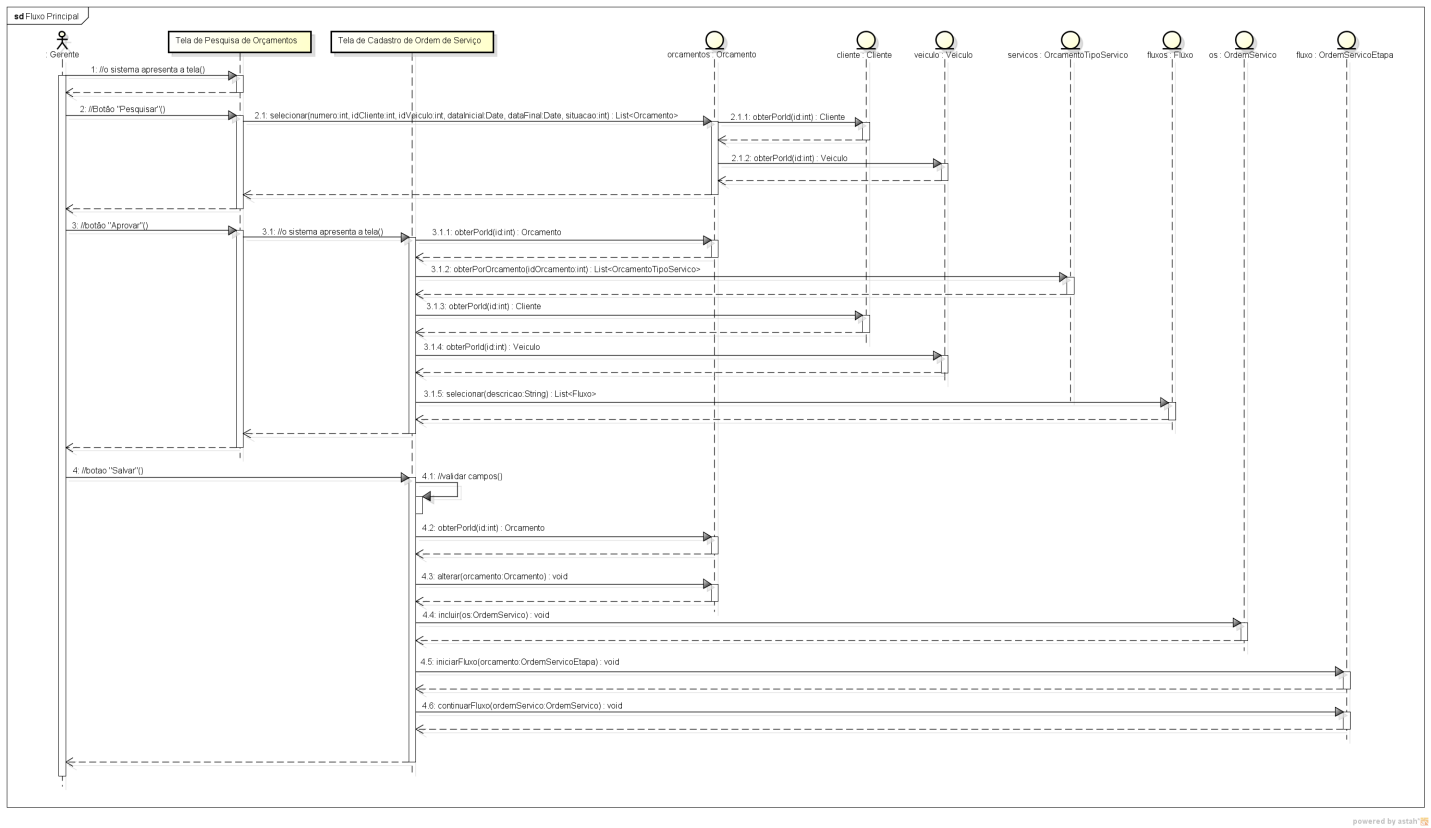 sd Fluxo Principal
: Gerente
Tela de Pesquisa de Orçamentos
Tela de Cadastro de Ordem de Serviço
orcamentos : Orcamento
cliente : Cliente
veiculo : Veiculo
servicos : OrcamentoTipoServico
fluxos : Fluxo
os : OrdemServico
fluxo : OrdemServicoEtapa
1: //o sistema apresenta a tela()
2: //Botão "Pesquisar"()
2.1: selecionar(numero:int, idCliente:int, idVeiculo:int, dataInicial:Date, dataFinal:Date, situacao:int) : List<Orcamento>
2.1.1: obterPorId(id:int) : Cliente
2.1.2: obterPorId(id:int) : Veiculo
3: //botão "Aprovar"()
3.1: //o sistema apresenta a tela()
3.1.1: obterPorId(id:int) : Orcamento
3.1.2: obterPorOrcamento(idOrcamento:int) : List<OrcamentoTipoServico>
3.1.3: obterPorId(id:int) : Cliente
3.1.4: obterPorId(id:int) : Veiculo
3.1.5: selecionar(descricao:String) : List<Fluxo>
4: //botao "Salvar"()
4.1: //validar campos()
4.2: obterPorId(id:int) : Orcamento
4.3: alterar(orcamento:Orcamento) : void
4.4: incluir(os:OrdemServico) : void
4.5: iniciarFluxo(orcamento:OrdemServicoEtapa) : void
4.6: continuarFluxo(ordemServico:OrdemServico) : void
powered by astah*